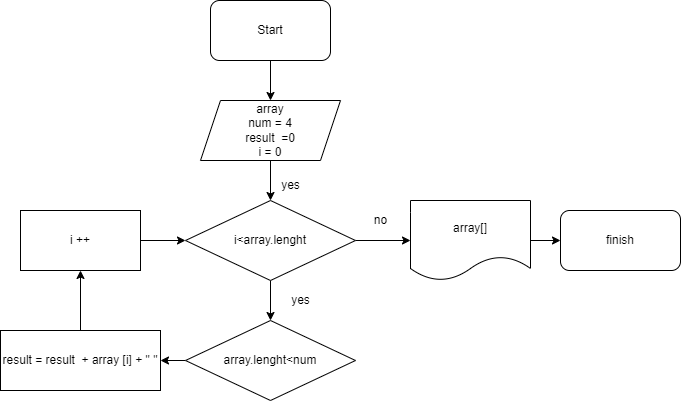 Start
array
num = 4
result =0
i = 0
yes
i ++
i<array.lenght
no
array[]
finish
yes
result = result + array [i] + " "
array.lenght<num